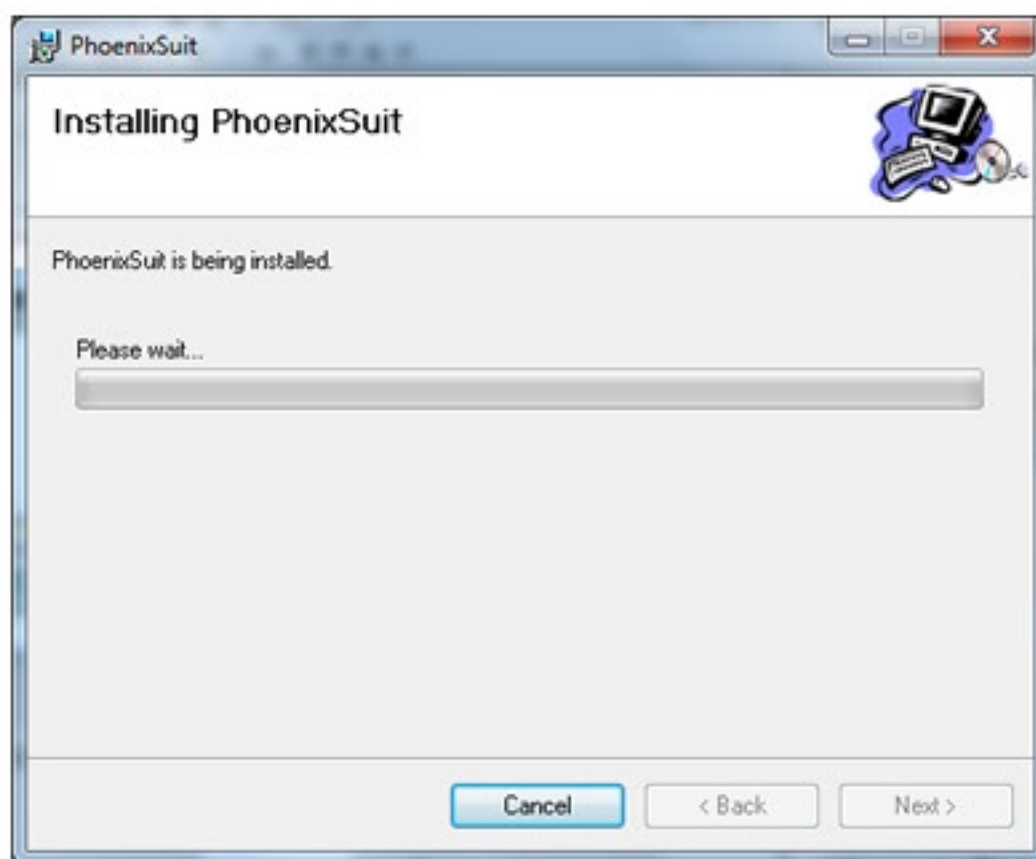 PhoenixSuit
Installing PhoenixSuit
PhoenixSuit is being installed.
Please wait...
Cancel
< Back
Next >